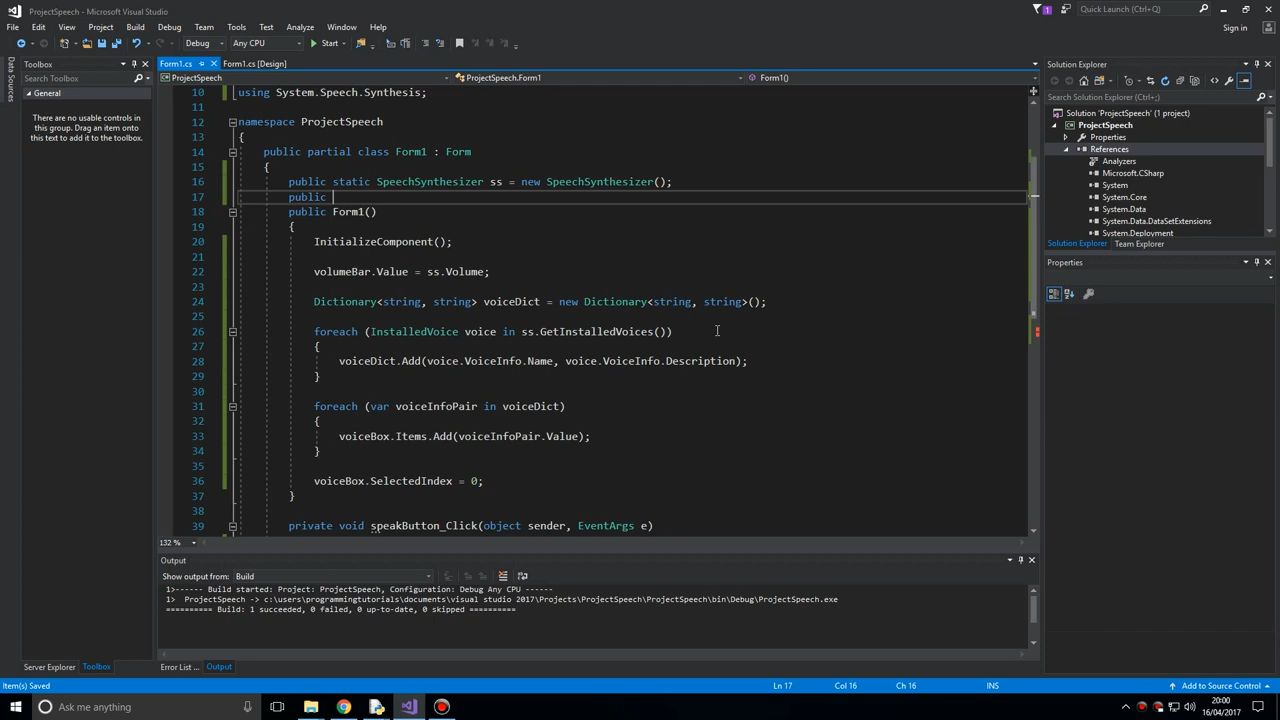 ProjectSpeech - Microsoft Visual Studio
1
Quick Launch (Ctrl+Q)
File Edit View Project Build Debug Team Tools Test Analyze Window Help
Sign in
Debug Any CPU Start
Data Sources
Toolbox
Search Toolbox
General
There are no usable controls in
this group. Drag an item onto
this text to add it to the toolbox.
Form1.cs Form1.cs [Design]
ProjectSpeech ProjectSpeech.Form1 Form1()
10 using System.Speech.Synthesis;
11
12 namespace ProjectSpeech
13 {
14 public partial class Form1 : Form
15 {
16 public static SpeechSynthesizer ss = new SpeechSynthesizer();
17 public
18 public Form1()
19 {
20 InitializeComponent();
21
22 volumeBar.Value = ss.Volume;
23
24 Dictionary<string, string> voiceDict = new Dictionary<string, string>();
25
26 foreach (InstalledVoice voice in ss.GetInstalledVoices())
27 {
28 voiceDict.Add(voice.VoiceInfo.Name, voice.VoiceInfo.Description);
29 }
30
31 foreach (var voiceInfoPair in voiceDict)
32 {
33 voiceBox.Items.Add(voiceInfoPair.Value);
34 }
35
36 voiceBox.SelectedIndex = 0;
37 }
38
39 private void speakButton_Click(object sender, EventArgs e)
132 %
Output
Show output from: Build
1>------ Build started: Project: ProjectSpeech, Configuration: Debug Any CPU ------
1> ProjectSpeech -> c:\users\programmingtutorials\documents\visual studio 2017\Projects\ProjectSpeech\ProjectSpeech\bin\Debug\ProjectSpeech.exe
========== Build: 1 succeeded, 0 failed, 0 up-to-date, 0 skipped ==========
Solution Explorer
Search Solution Explorer (Ctrl+;)
Solution 'ProjectSpeech' (1 project)
ProjectSpeech
Properties
References
Analyzers
Microsoft.CSharp
System
System.Core
System.Data
System.Data.DataSetExtensions
System.Deployment
Solution Explorer Team Explorer
Properties
Server Explorer Toolbox
Error List ... Output
Item(s) Saved Ln 17 Col 16 Ch 16 INS Add to Source Control
Ask me anything
20:00
16/04/2017